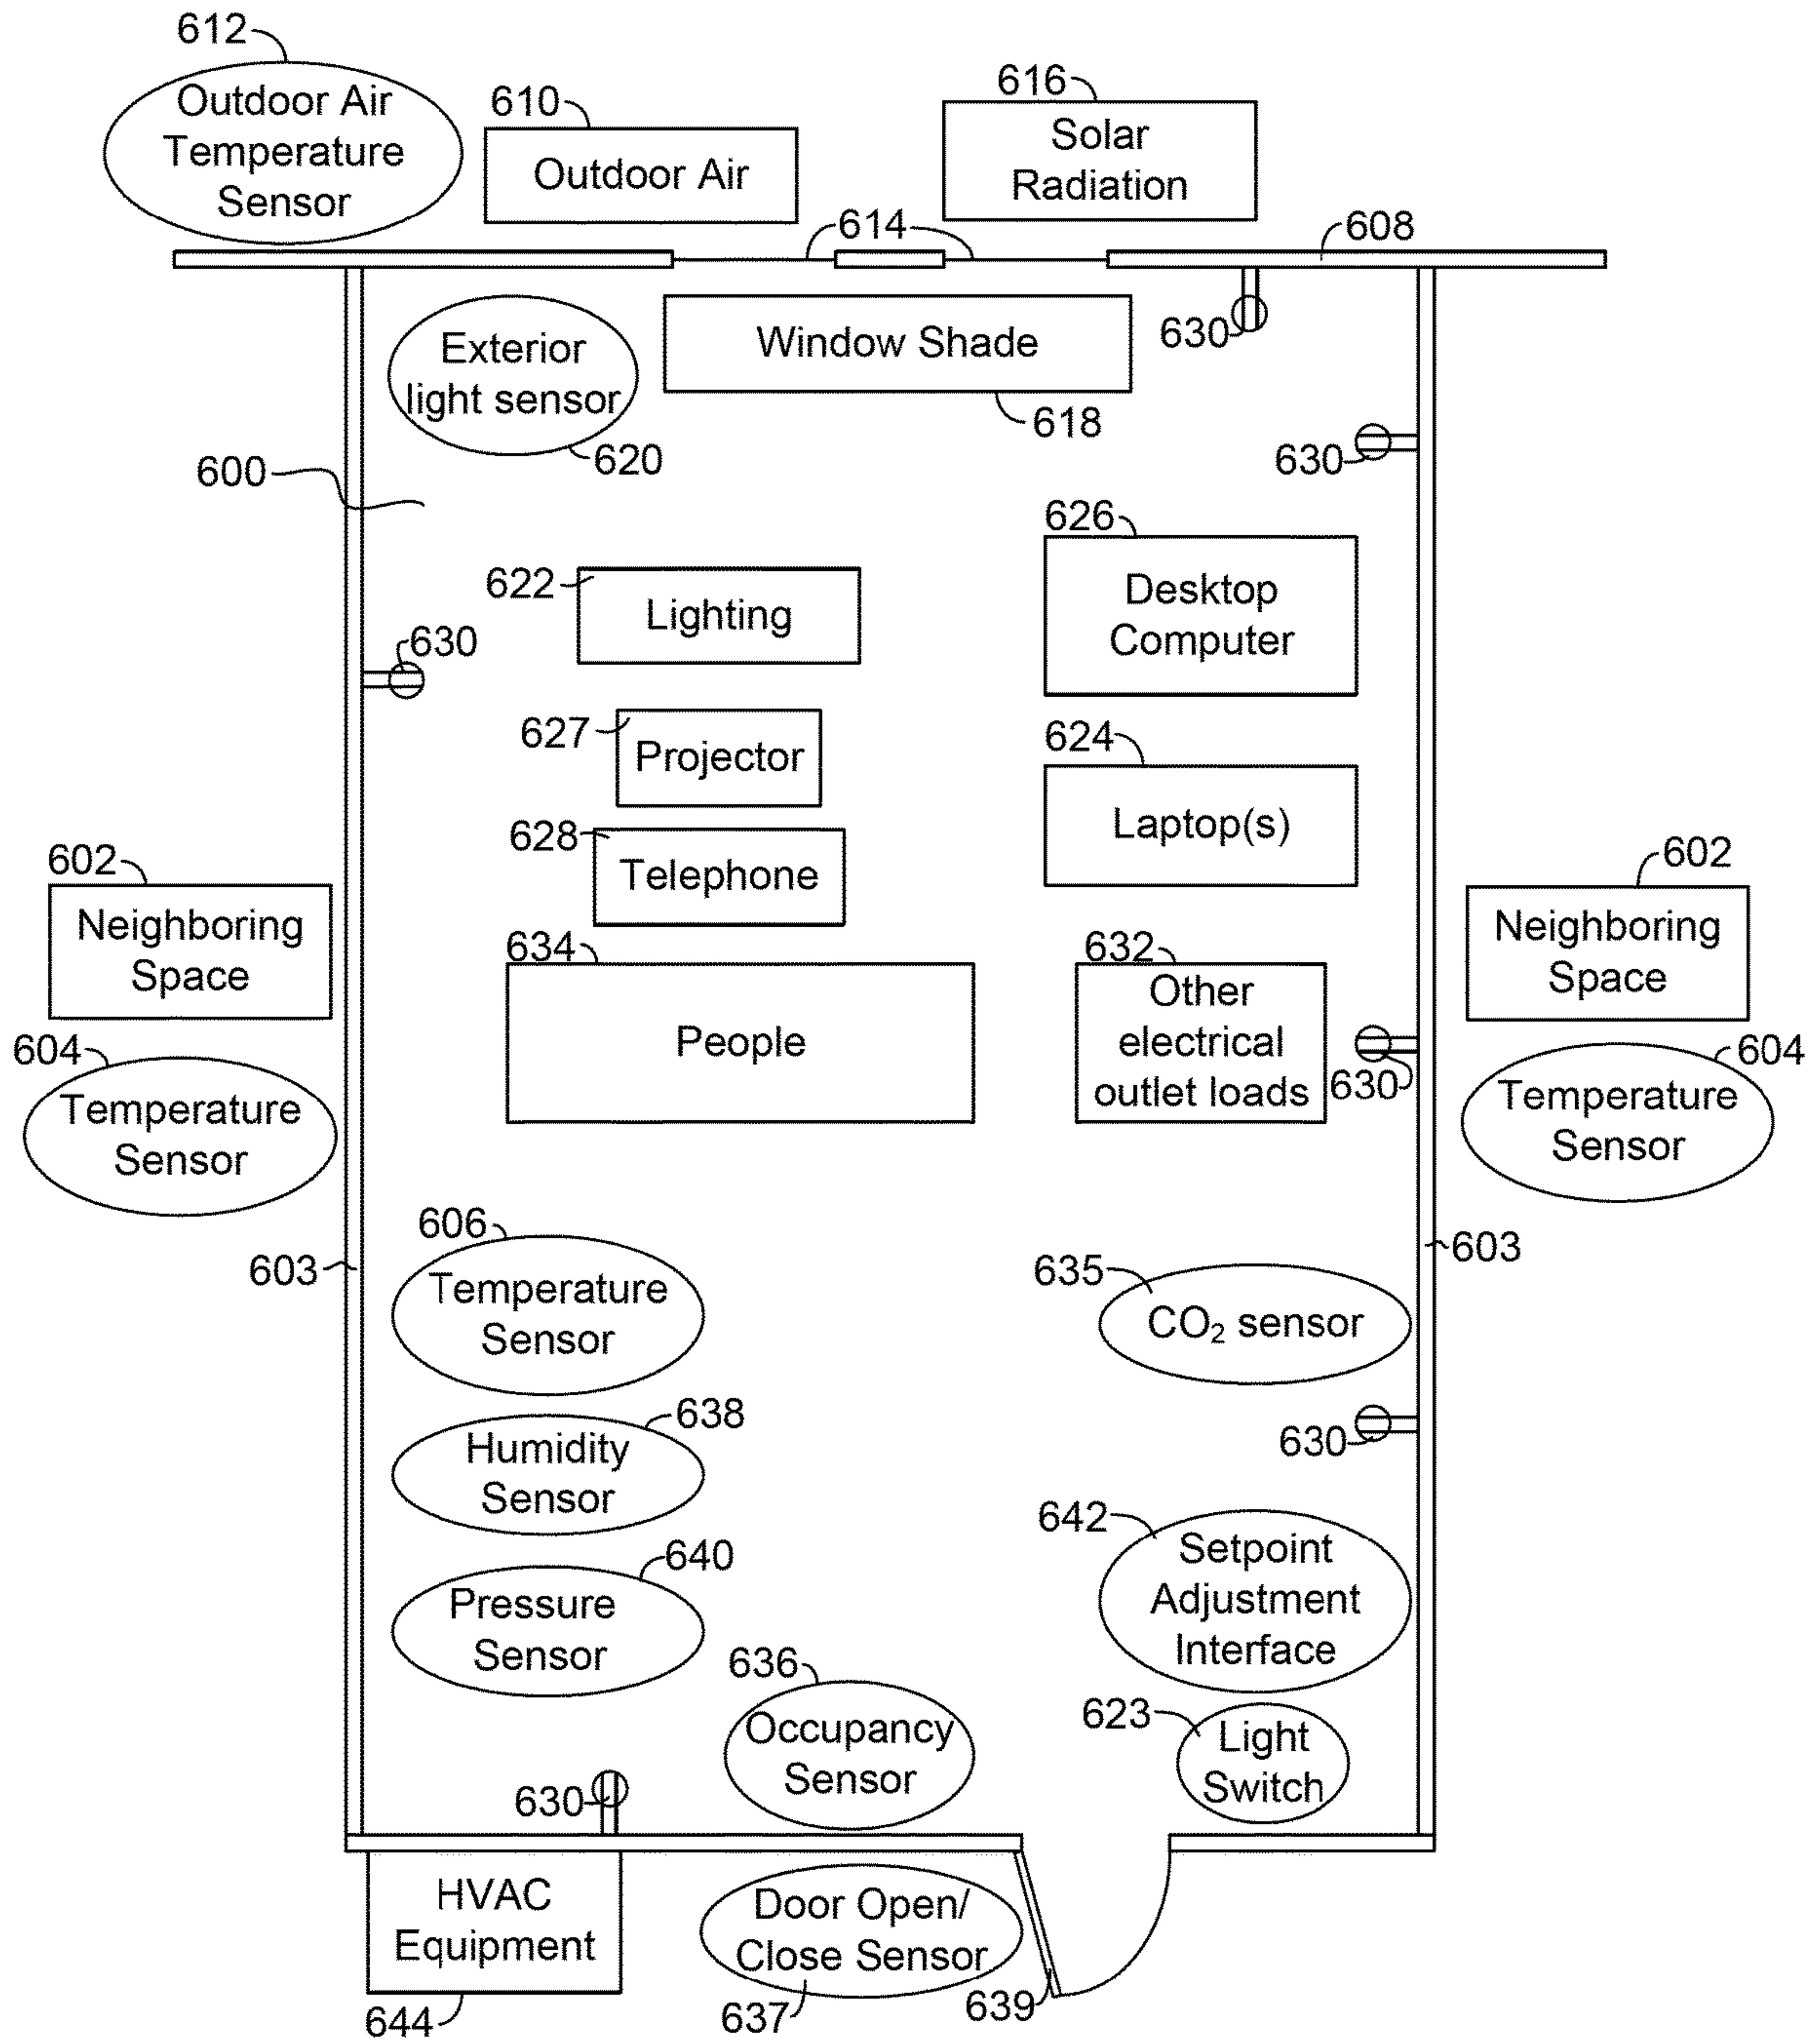 612
Outdoor Air
Temperature
Sensor
610
Outdoor Air
616
Solar
Radiation
614
608
Exterior
light sensor
620
Window Shade
618
630
630
600
626
Desktop
Computer
622
Lighting
630
627
Projector
624
Laptop(s)
628
Telephone
602
Neighboring
Space
602
Neighboring
Space
634
People
632
Other
electrical
outlet loads
630
604
Temperature
Sensor
604
Temperature
Sensor
606
Temperature
Sensor
603
603
635
CO₂ sensor
638
Humidity
Sensor
630
640
Pressure
Sensor
642
Setpoint
Adjustment
Interface
636
Occupancy
Sensor
623
Light
Switch
630
HVAC
Equipment
644
Door Open/
Close Sensor
637
639